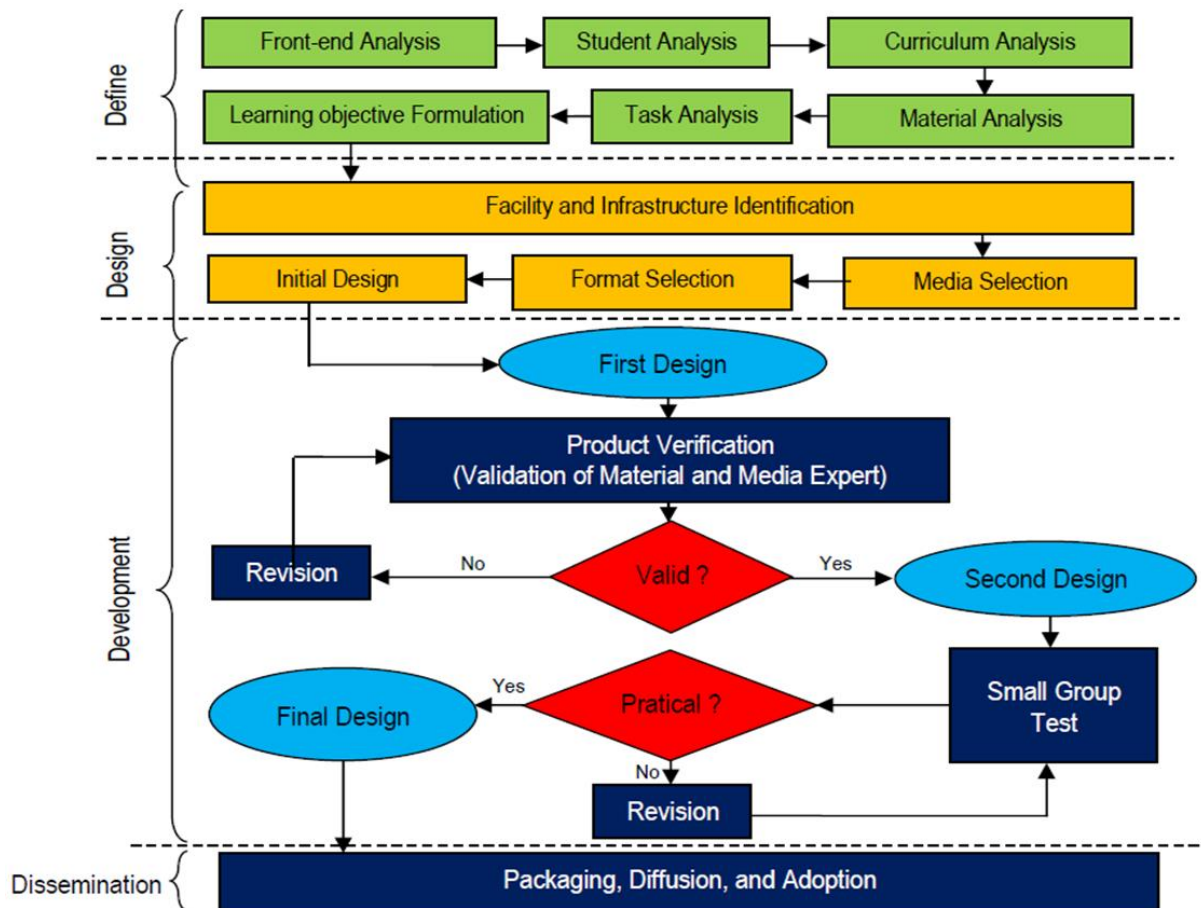 Define
Front-end Analysis
Student Analysis
Curriculum Analysis
Learning objective Formulation
Task Analysis
Material Analysis
Design
Facility and Infrastructure Identification
Initial Design
Format Selection
Media Selection
Development
First Design
Product Verification
(Validation of Material and Media Expert)
Revision
No
Valid ?
Yes
Second Design
Final Design
Yes
Pratical ?
Small Group
Test
No
Revision
Dissemination
Packaging, Diffusion, and Adoption